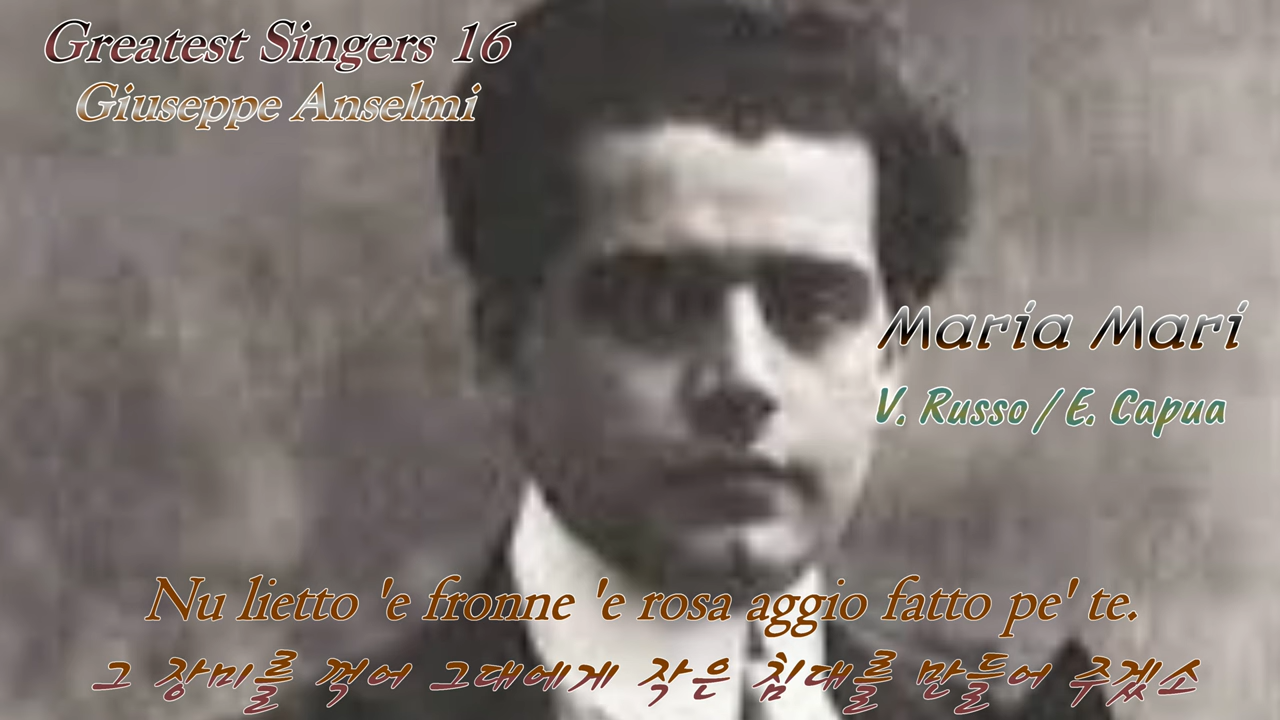 Greatest Singers 16
Giuseppe Anselmi
Maria Mari
V. Russo / E. Capua
Nu lietto 'e fronne 'e rosa aggio fatto pe' te.
그 장미를 꺾어 그대에게 작은 침대를 만들어 주겠소